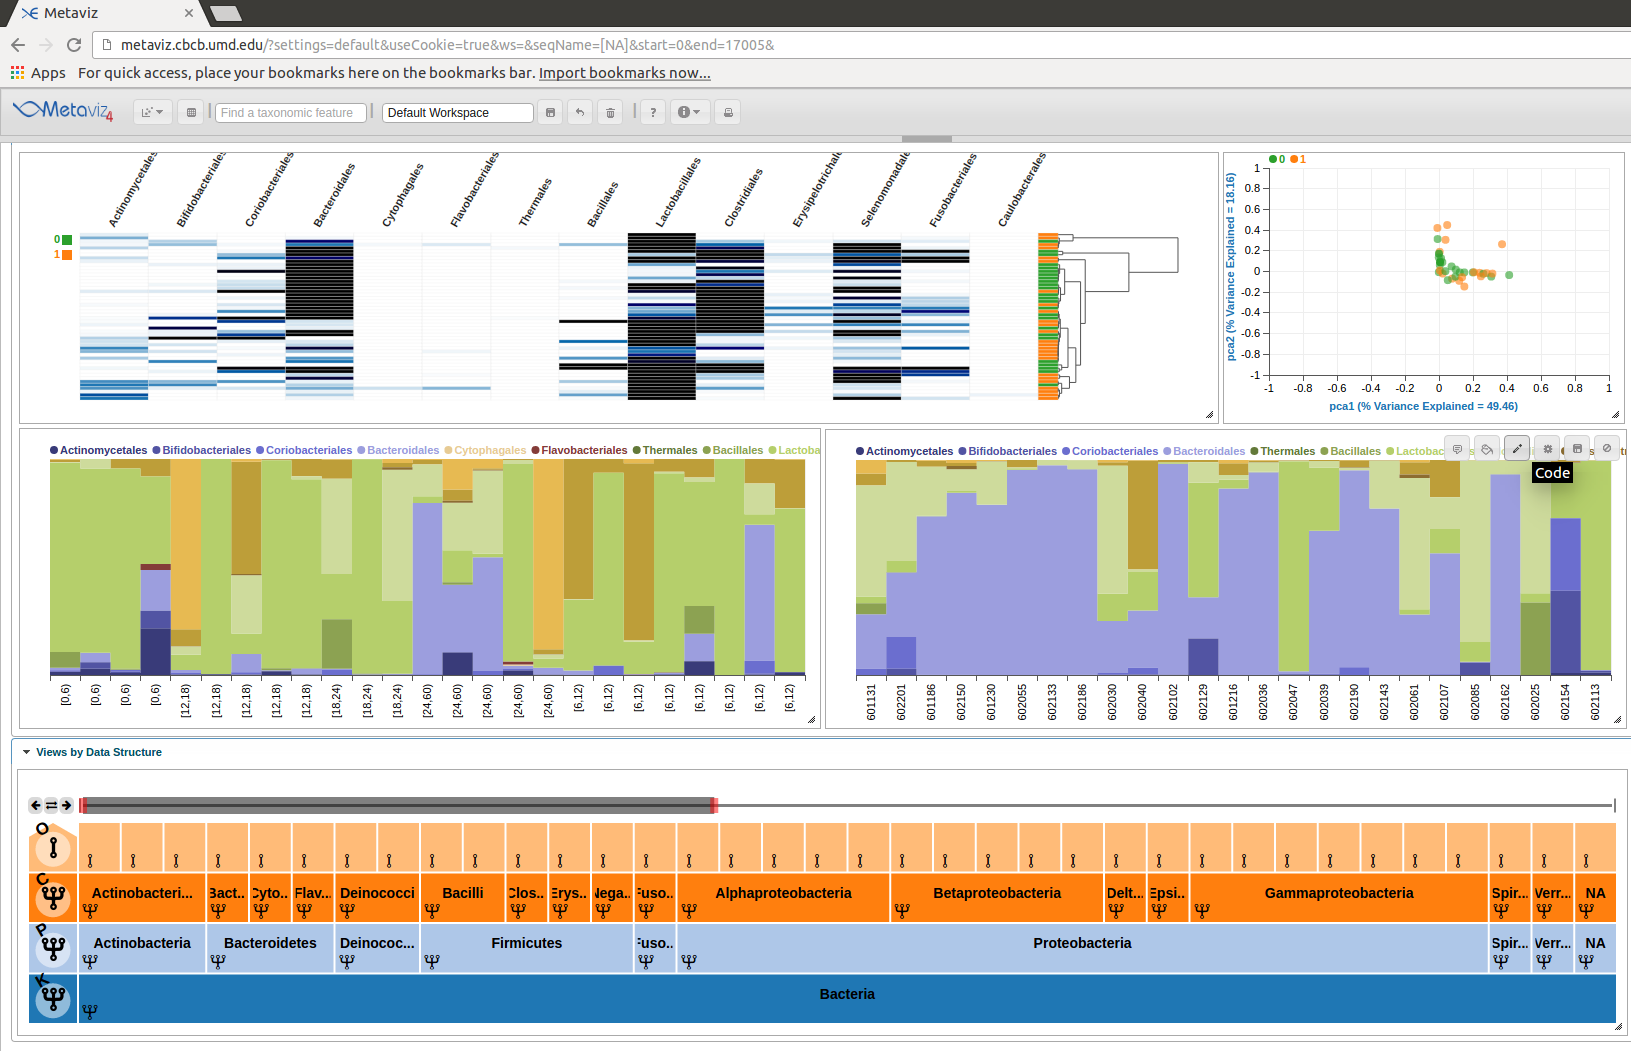 Metaviz
metaviz.cbcb.umd.edu/?settings=default&useCookie=true&ws=&seqName=[NA]&start=0&end=17005&
Apps For quick access, place your bookmarks here on the bookmarks bar. Import bookmarks now...
Metaviz4 Find a taxonomic feature Default Workspace ?
Actinomycetales Bifidobacteriales Coriobacteriales Bacteroidales Cytophagales Flavobacteriales Thermales Bacillales Lactobacillales Clostridiales Erysipelotrichale Selenomonadale Fusobacteriales Caulobacterales
0
1
0 1
1
0.8
0.6
0.4
0.2
0
-0.2
-0.4
-0.6
-0.8
-1
pca2 (% Variance Explained = 18.16)
-1 -0.8 -0.6 -0.4 -0.2 0 0.2 0.4 0.6 0.8 1
pca1 (% Variance Explained = 49.46)
Actinomycetales Bifidobacteriales Coriobacteriales Bacteroidales Cytophagales Flavobacteriales Thermales Bacillales Lactoba
[0,6) [0,6) [0,6) [0,6) [12,18) [12,18) [12,18) [12,18) [12,18) [18,24) [18,24) [18,24) [24,60) [24,60) [24,60) [24,60) [24,60) [6,12) [6,12) [6,12) [6,12) [6,12) [6,12) [6,12) [6,12)
Actinomycetales Bifidobacteriales Coriobacteriales Bacteroidales Thermales Bacillales Lactobac
Code
601131 602201 601186 602150 601230 602055 602133 602186 602030 602040 602102 602129 601216 602036 602047 602039 602190 602143 602061 602107 602085 602162 602025 602154 602113
Views by Data Structure
O
C Actinobacteri... Bact.. Cyto.. Flav... Deinococci Bacilli Clos.. Erys.. Nega.. Fuso.. Alphaproteobacteria Betaproteobacteria Delt... Epsi.. Gammaproteobacteria Spir... Verr... NA
P Actinobacteria Bacteroidetes Deinococ... Firmicutes Fuso.. Proteobacteria Spir... Verr... NA
K Bacteria